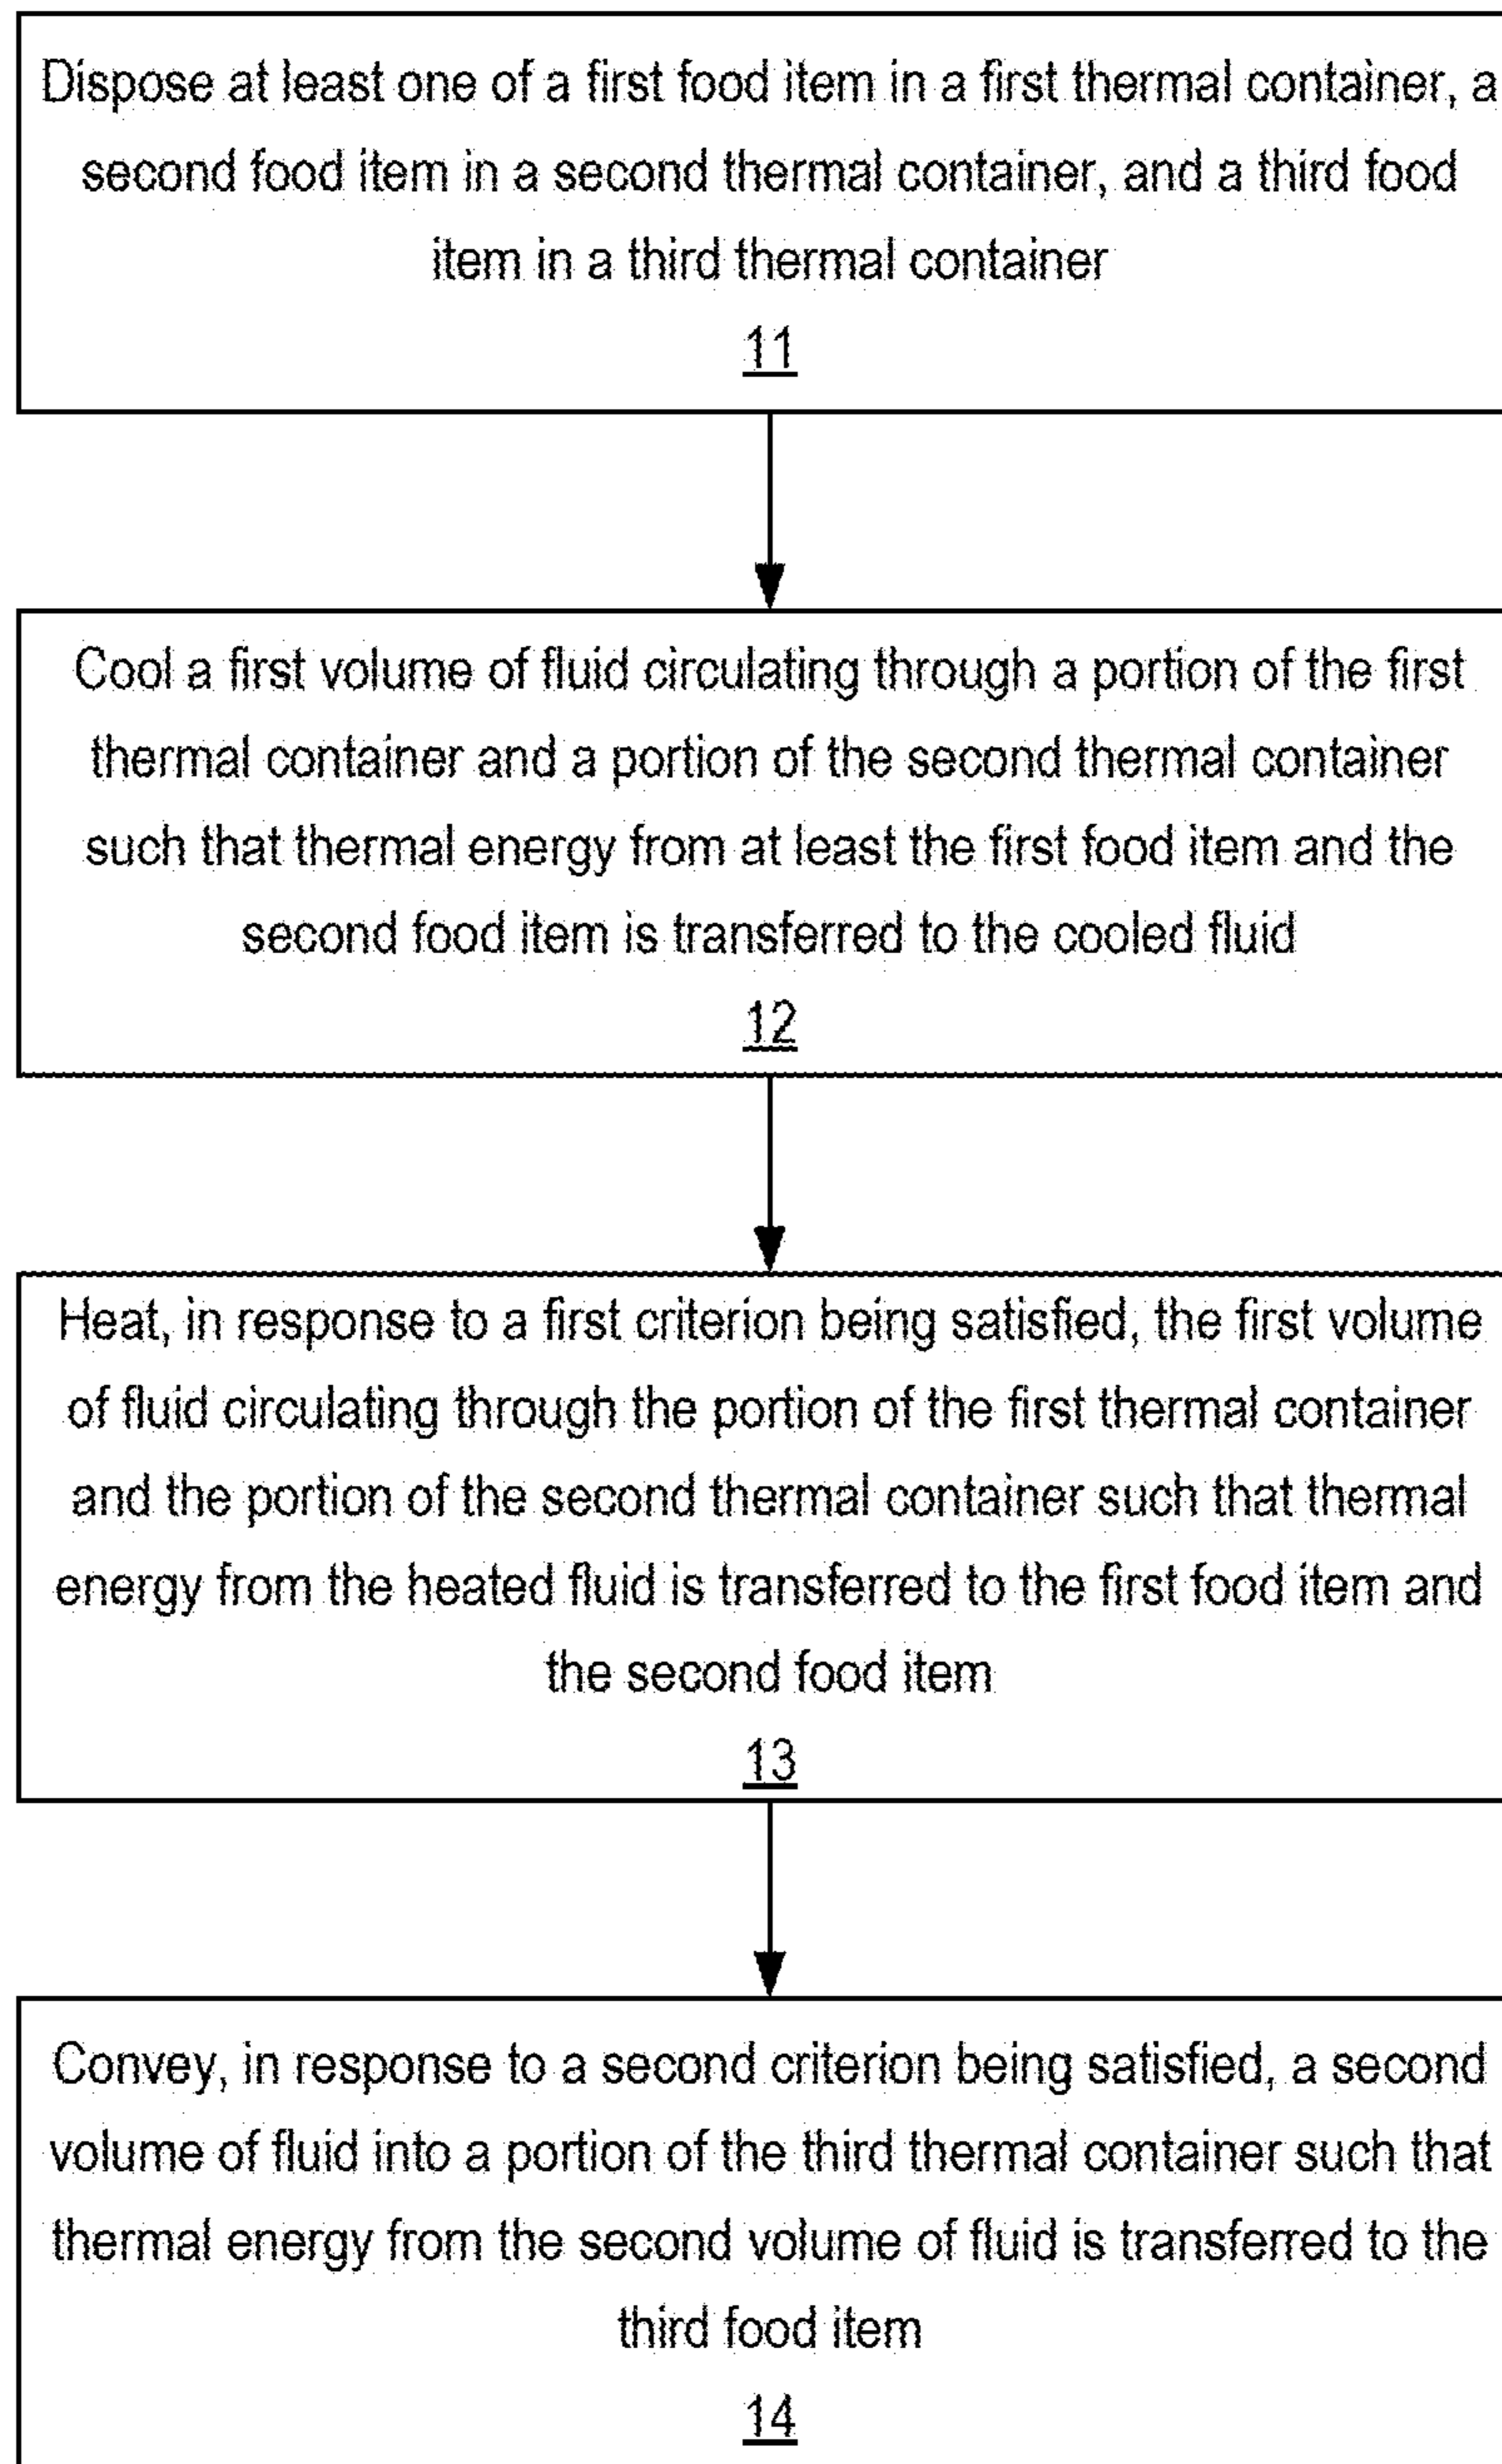 Dispose at least one of a first food item in a first thermal container, a
second food item in a second thermal container, and a third food
item in a third thermal container
11
Cool a first volume of fluid circulating through a portion of the first
thermal container and a portion of the second thermal container
such that thermal energy from at least the first food item and the
second food item is transferred to the cooled fluid
12
Heat, in response to a first criterion being satisfied, the first volume
of fluid circulating through the portion of the first thermal container
and the portion of the second thermal container such that thermal
energy from the heated fluid is transferred to the first food item and
the second food item
13
Convey, in response to a second criterion being satisfied, a second
volume of fluid into a portion of the third thermal container such that
thermal energy from the second volume of fluid is transferred to the
third food item
14